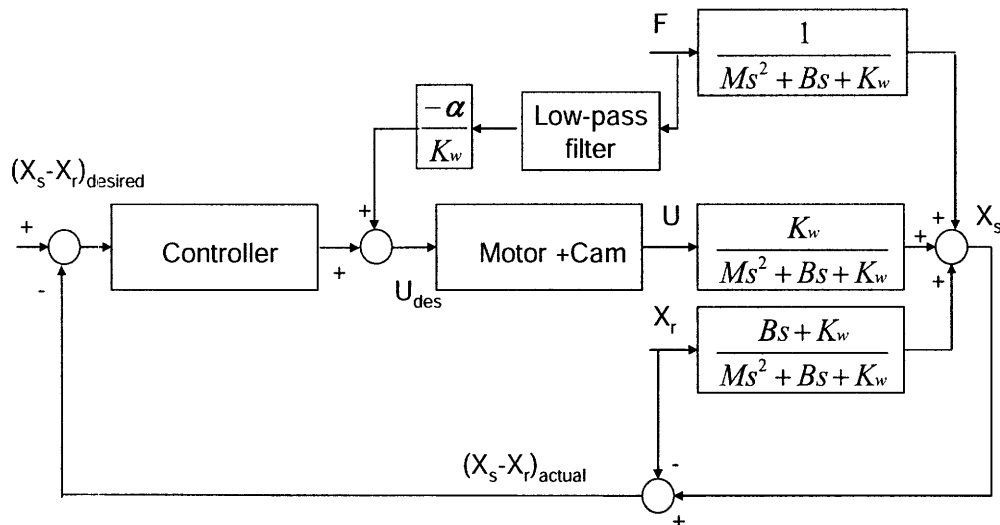 F
1
Ms² + Bs + Kw
-α
Kw
Low-pass
filter
(Xs-Xr)desired
+
-
Controller
+
+
Udes
Motor +Cam
U
Kw
Ms² + Bs + Kw
+
+
+
Xs
Xr
Bs + Kw
Ms² + Bs + Kw
(Xs-Xr)actual
-
+